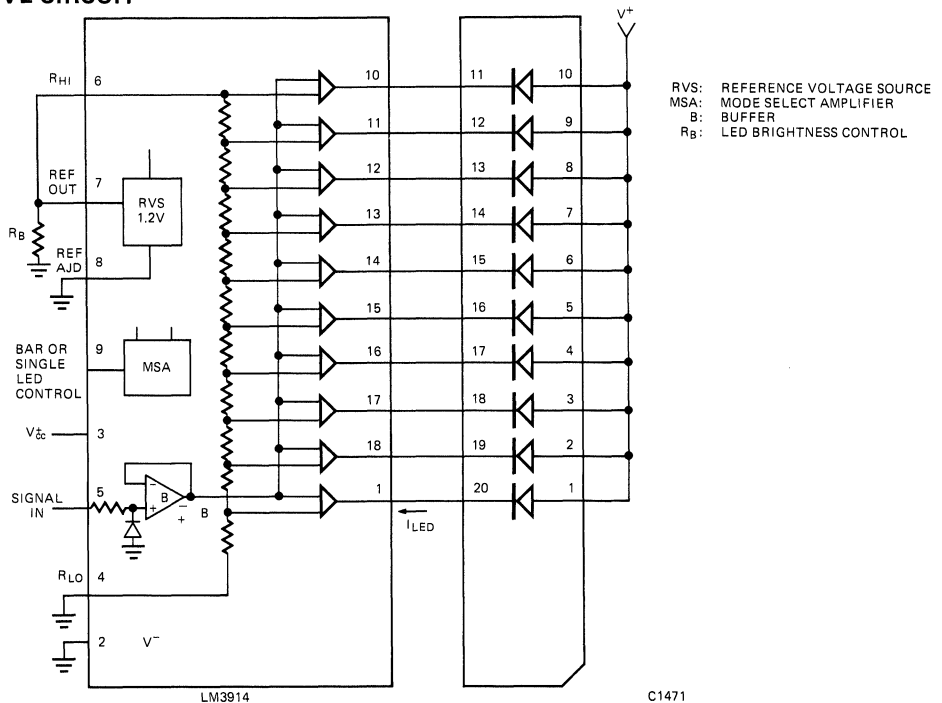 V+
RHI 6
10 11 10
11 12 9
12 13 8
13 14 7
14 15 6
15 16 5
16 17 4
17 18 3
18 19 2
1 20 1
RVS: REFERENCE VOLTAGE SOURCE
MSA: MODE SELECT AMPLIFIER
B: BUFFER
RB: LED BRIGHTNESS CONTROL
REF
OUT
7
RVS
1.2V
RB
REF
AJD
8
BAR OR
SINGLE
LED
CONTROL
9
MSA
V+cc 3
SIGNAL
IN
5
− +
B
− +
B
ILED
RLO 4
2 V−
LM3914
C1471